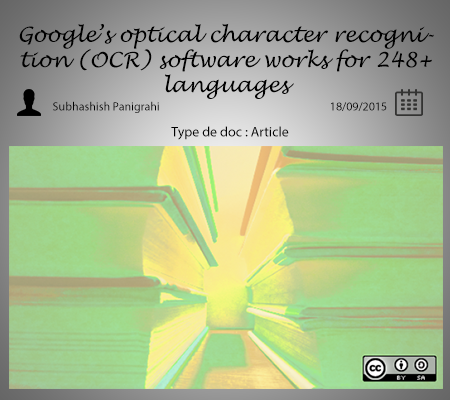 Google's optical character recogni-
tion (OCR) software works for 248+
languages
Subhashish Panigrahi 18/09/2015
Type de doc : Article
cc
BY SA